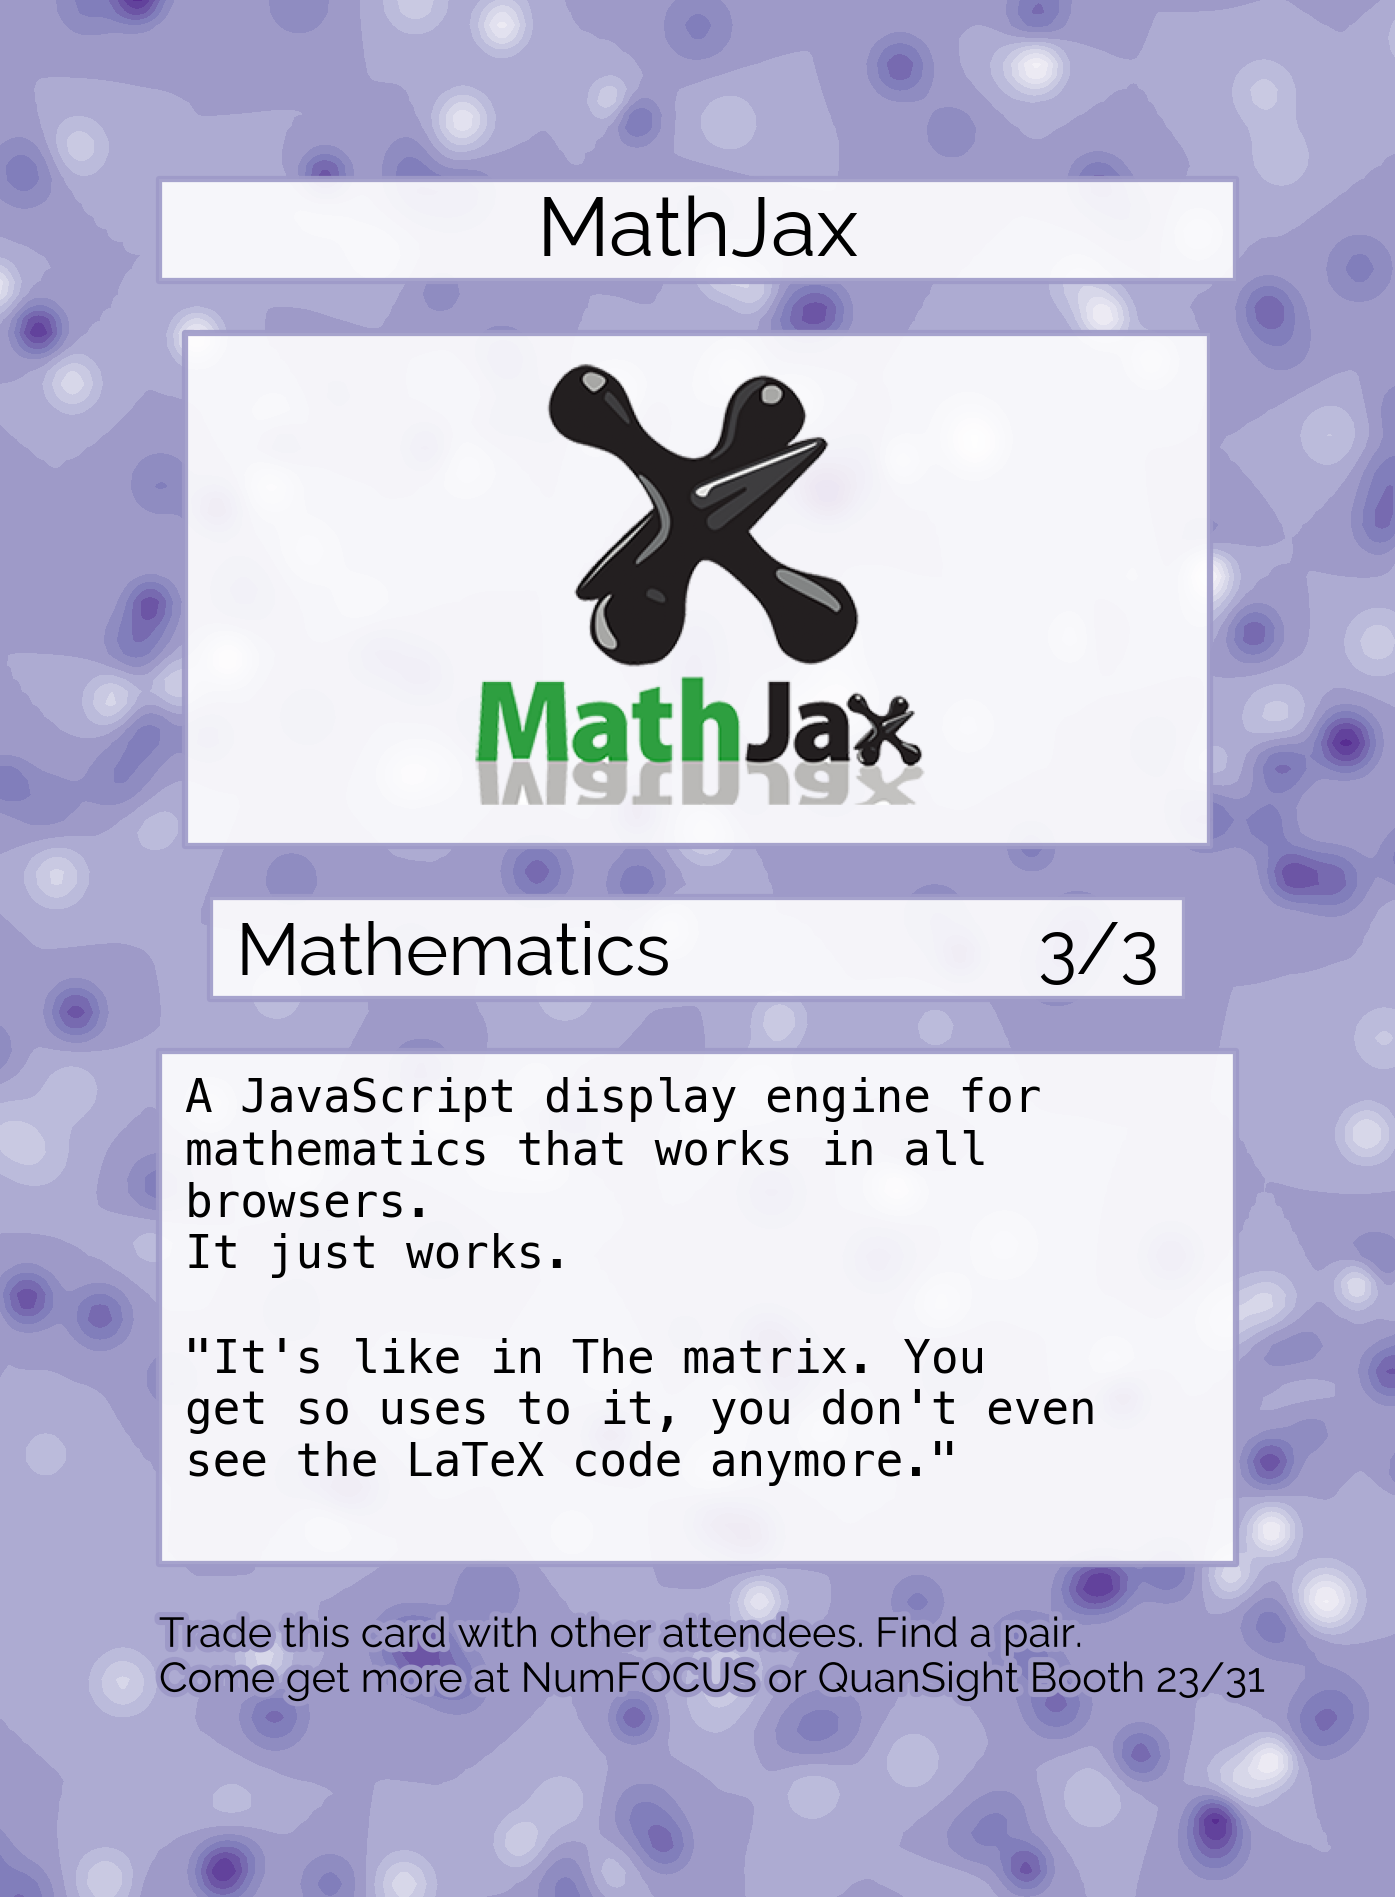 MathJax
MathJax
Mathematics 3/3
A JavaScript display engine for
mathematics that works in all
browsers.
It just works.
"It's like in The matrix. You
get so uses to it, you don't even
see the LaTeX code anymore."
Trade this card with other attendees. Find a pair.
Come get more at NumFOCUS or QuanSight Booth 23/31